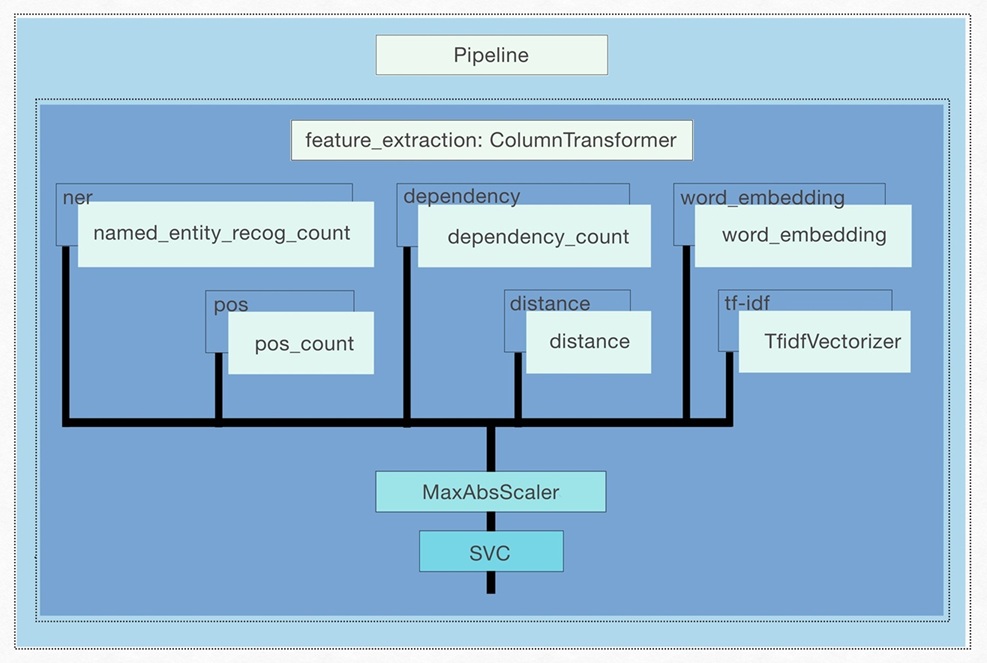 Pipeline
feature_extraction: ColumnTransformer
ner
named_entity_recog_count
dependency
dependency_count
word_embedding
word_embedding
pos
pos_count
distance
distance
tf-idf
TfidfVectorizer
MaxAbsScaler
SVC